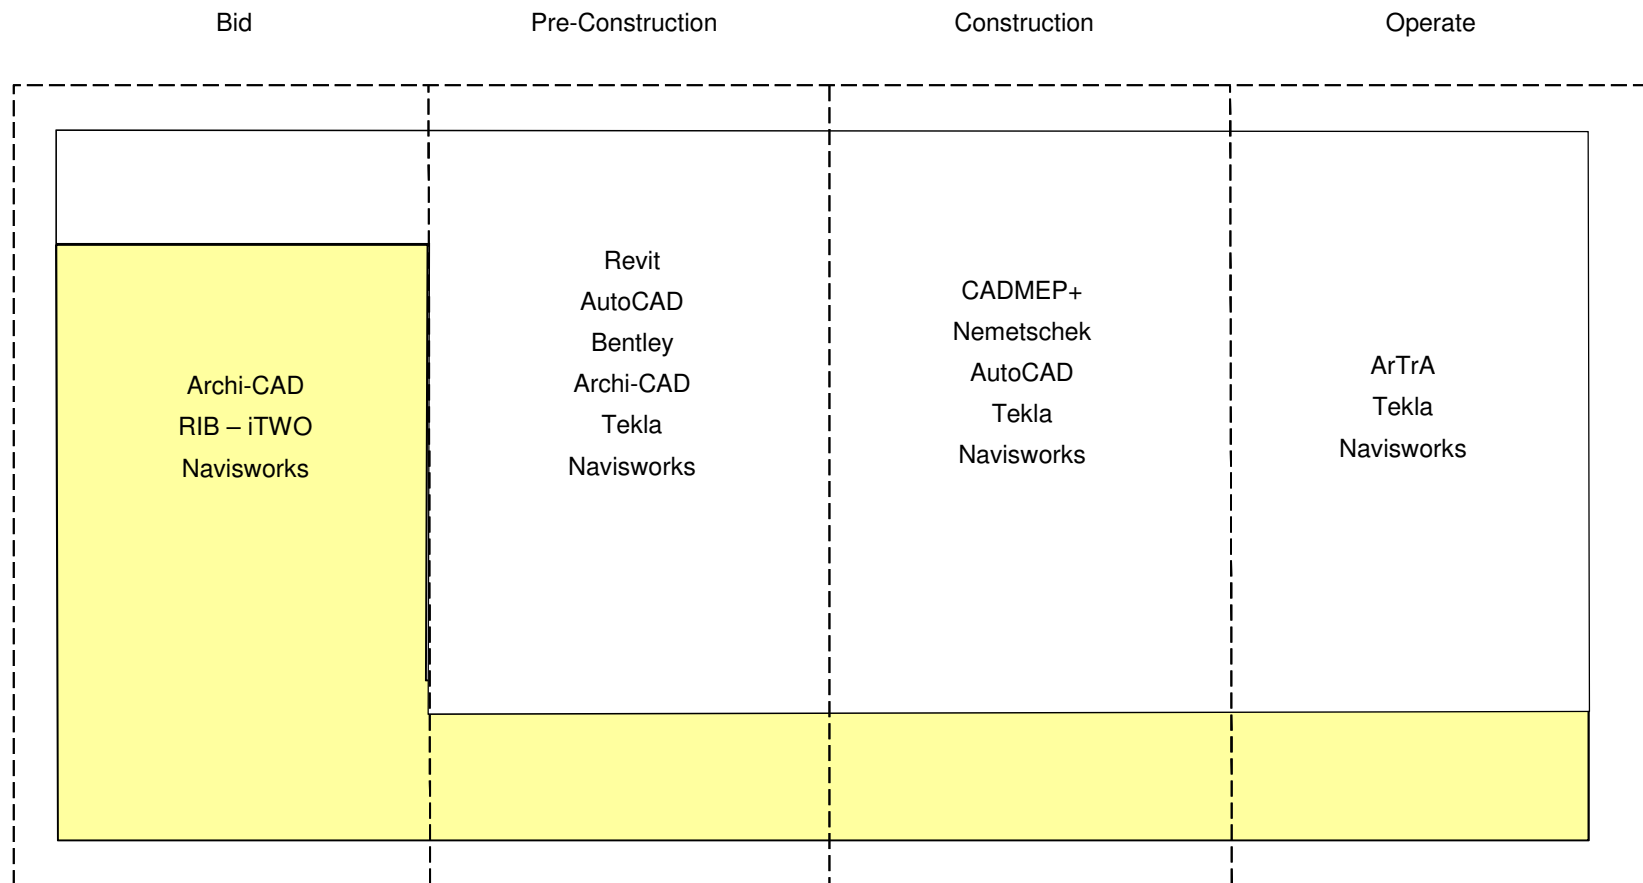 Bid
Pre-Construction
Construction
Operate
Archi-CAD
RIB – iTWO
Navisworks
Revit
AutoCAD
Bentley
Archi-CAD
Tekla
Navisworks
CADMEP+
Nemetschek
AutoCAD
Tekla
Navisworks
ArTrA
Tekla
Navisworks